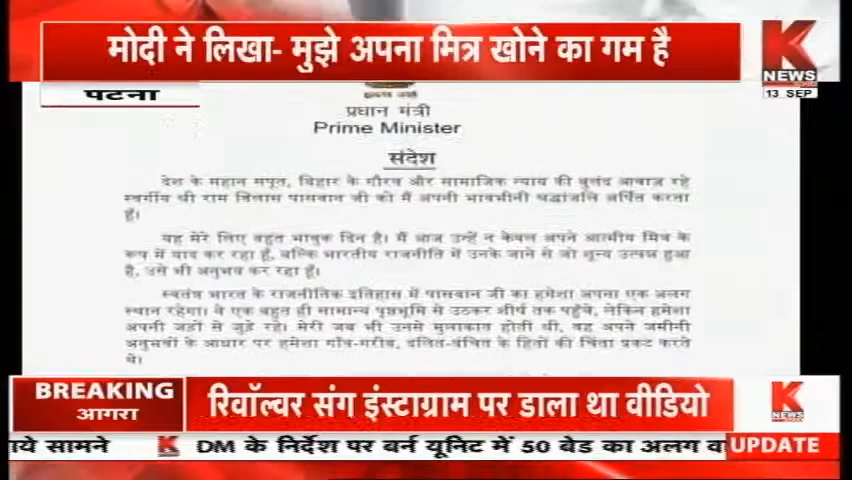 मोदी ने लिखा- मुझे अपना मित्र खोने का गम है
K
NEWS
13 SEP
पटना
प्रधान मंत्री
Prime Minister
संदेश
देश के महान सपूत, बिहार के गौरव और सामाजिक न्याय की बुलंद आवाज रहे
स्वर्गीय श्री राम विलास पासवान जी को मैं अपनी भावभीनी श्रद्धांजलि अर्पित करता
हूं।
यह मेरे लिए बहुत भावुक दिन है। मैं आज उन्हें न केवल अपने आत्मीय मित्र के
रूप में याद कर रहा हूँ, बल्कि भारतीय राजनीति में उनके जाने से जो शून्य उत्पन्न हुआ
है, उसे भी अनुभव कर रहा हूँ।
स्वतंत्र भारत के राजनीतिक इतिहास में पासवान जी का हमेशा अपना एक अलग
स्थान रहेगा। वे एक बहुत ही सामान्य पृष्ठभूमि से उठकर शीर्ष तक पहुँचे, लेकिन हमेशा
अपनी जड़ों से जुड़े रहे। मेरी जब भी उनसे मुलाकात होती थी, वह अपने जमीनी
अनुभवों के आधार पर हमेशा गाँव-गरीब, दलित-वंचित के हितों की चिंता प्रकट करते
थे।
BREAKING
आगरा
रिवॉल्वर संग इंस्टाग्राम पर डाला था वीडियो
K
NEWS
ाये सामने K DM के निर्देश पर बर्न यूनिट में 50 बेड का अलग व
UPDATE